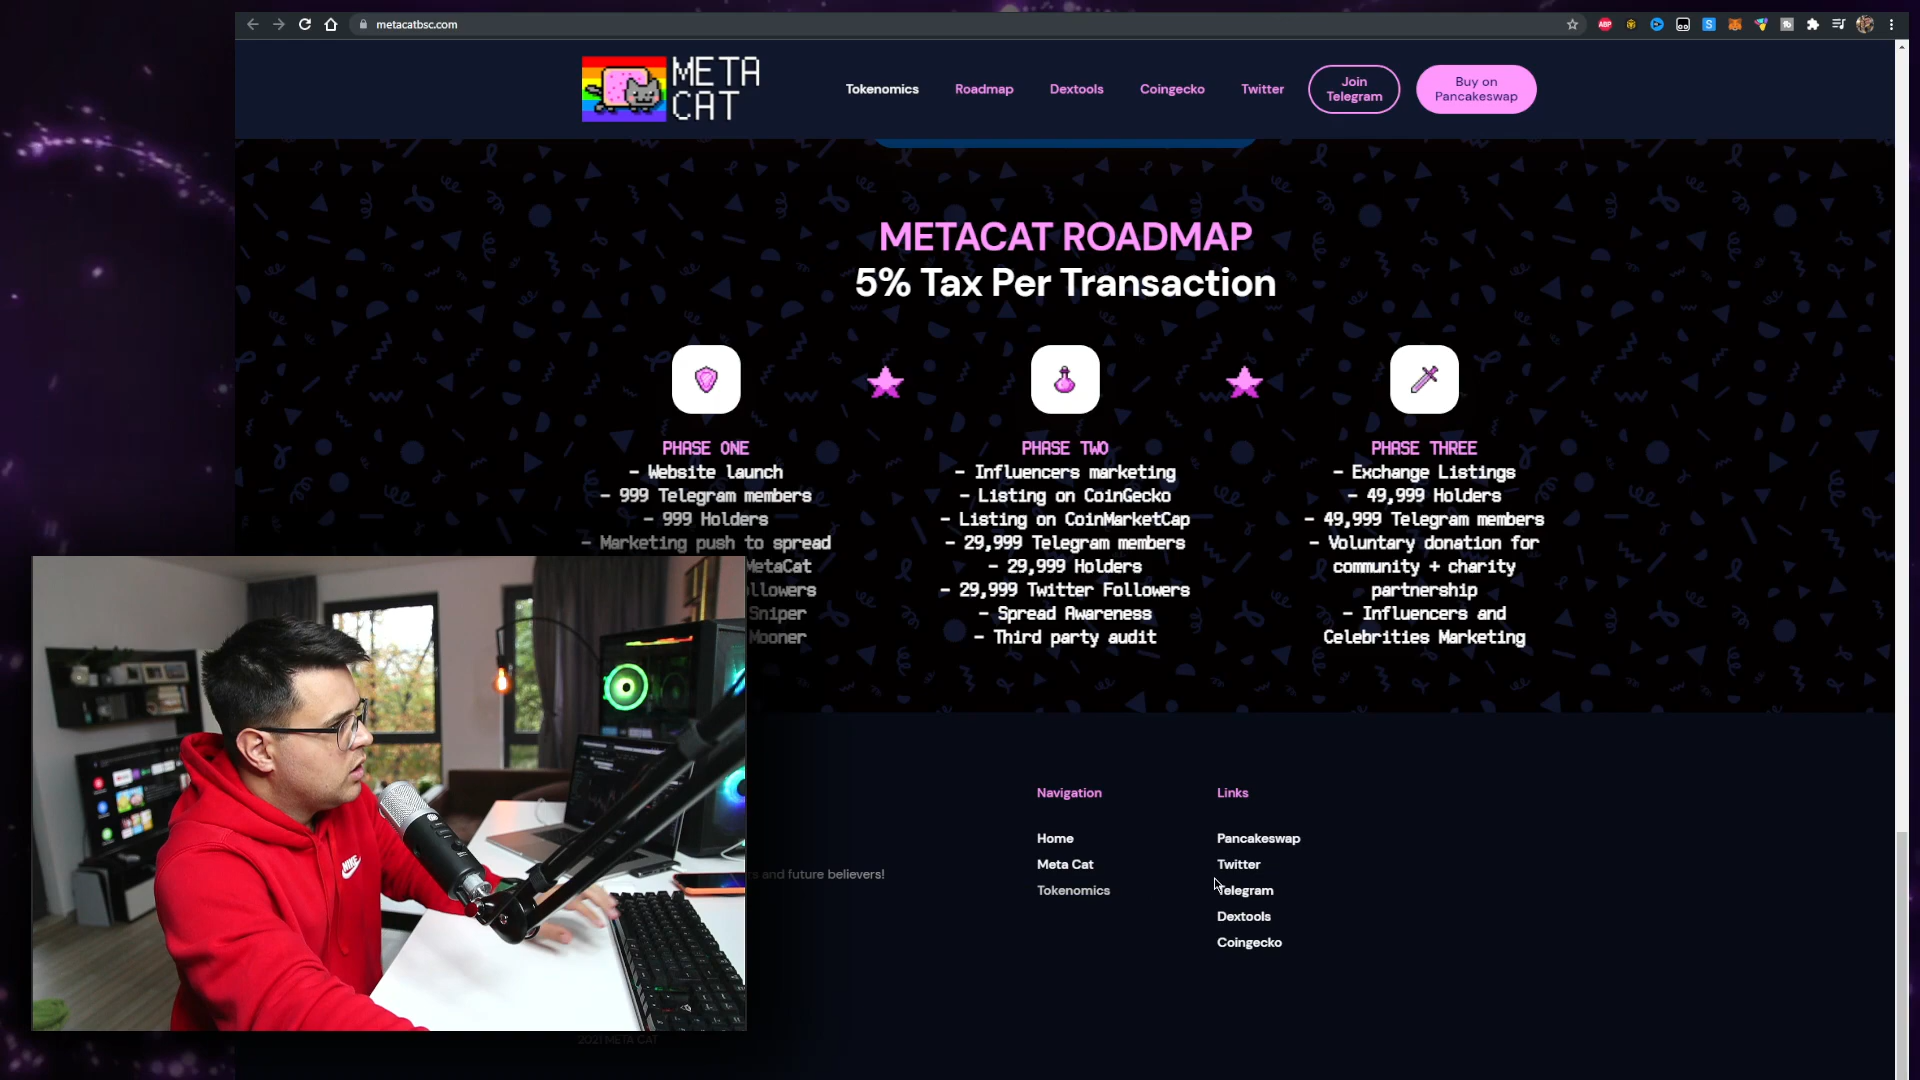 metacatbsc.com
META
CAT
Tokenomics
Roadmap
Dextools
Coingecko
Twitter
Join
Telegram
Buy on
Pancakeswap
METACAT ROADMAP
5% Tax Per Transaction
PHASE ONE
- Website launch
- 999 Telegram members
- 999 Holders
- Marketing push to spread
MetaCat
Sniper
Mooner
PHASE TWO
- Influencers marketing
- Listing on CoinGecko
- Listing on CoinMarketCap
- 29,999 Telegram members
- 29,999 Holders
- 29,999 Twitter Followers
- Spread Awareness
- Third party audit
PHASE THREE
- Exchange Listings
- 49,999 Holders
- 49,999 Telegram members
- Voluntary donation for
community + charity
partnership
- Influencers and
Celebrities Marketing
and future believers!
Navigation
Home
Meta Cat
Tokenomics
Links
Pancakeswap
Twitter
Telegram
Dextools
Coingecko
NIKE
2021 META CAT